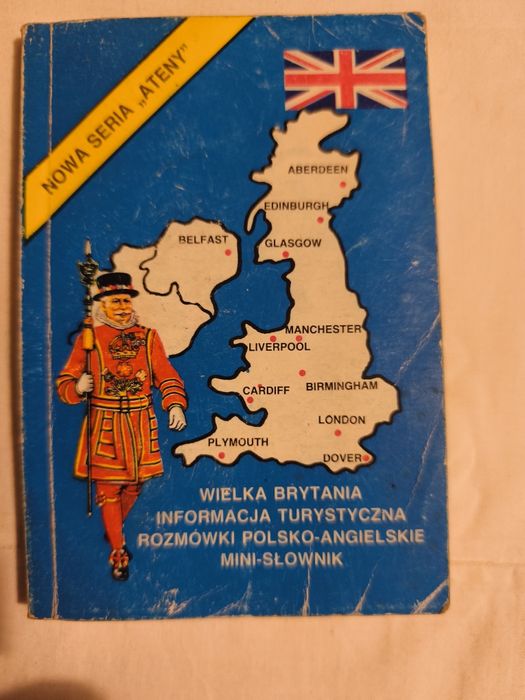 NOWA SERIA „ATENY”
ABERDEEN
EDINBURGH
BELFAST
GLASGOW
MANCHESTER
LIVERPOOL
CARDIFF
BIRMINGHAM
LONDON
PLYMOUTH
DOVER
WIELKA BRYTANIA
INFORMACJA TURYSTYCZNA
ROZMÓWKI POLSKO-ANGIELSKIE
MINI-SŁOWNIK